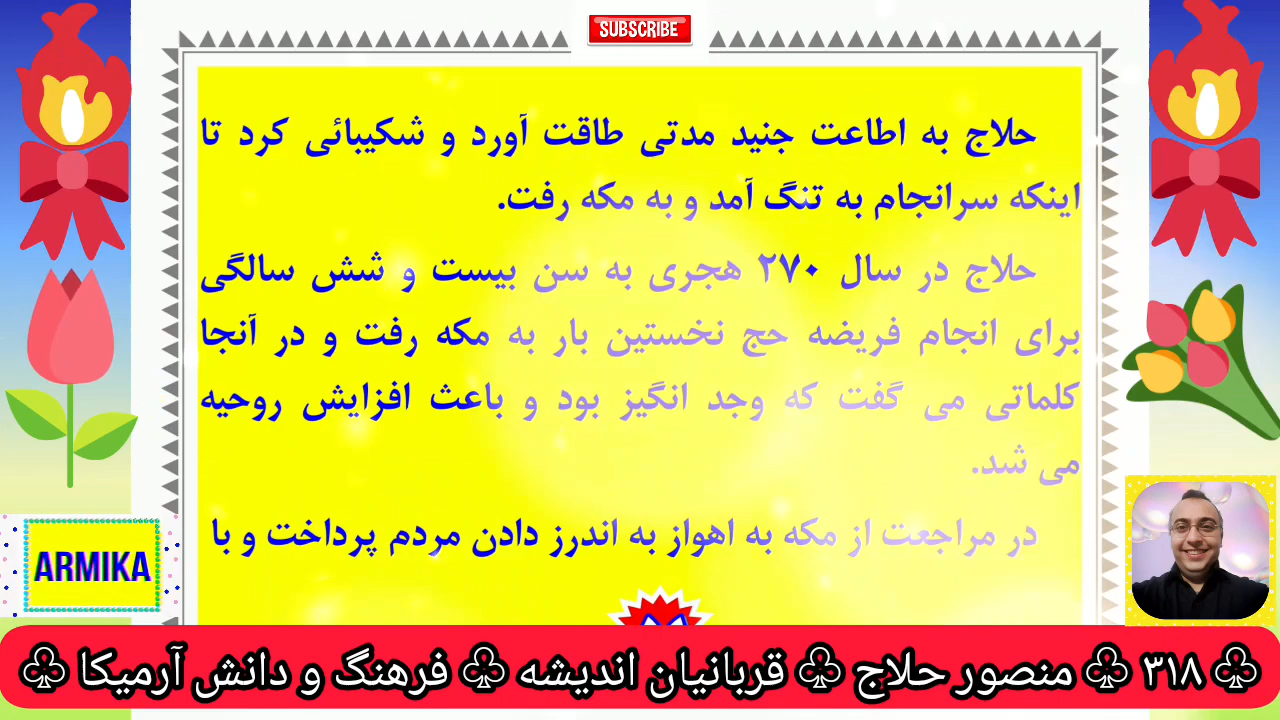 SUBSCRIBE
حلاج به اطاعت جنید مدتی طاقت آورد و شکیبائی کرد تا
اینکه سرانجام به تنگ آمد و به مکه رفت.
حلاج در سال ۲۷۰ هجری به سن بیست و شش سالگی
برای انجام فریضه حج نخستین بار به مکه رفت و در آنجا
کلماتی می گفت که وجد انگیز بود و باعث افزایش روحیه
می شد.
در مراجعت از مکه به اهواز به اندرز دادن مردم پرداخت و با
ARMIKA
♧ ۳۱۸ ♧ منصور حلاج ♧ قربانیان اندیشه ♧ فرهنگ و دانش آرمیکا ♧